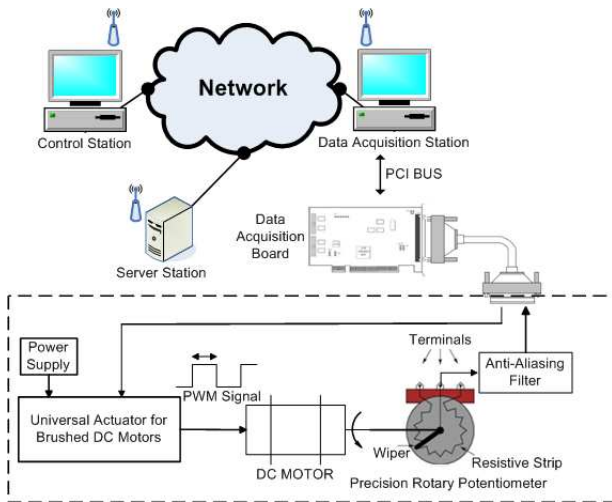 Network
Control Station
Data Acquisition Station
PCI BUS
Server Station
Data
Acquisition
Board
Power
Supply
PWM Signal
Terminals
Anti-Aliasing
Filter
Universal Actuator for
Brushed DC Motors
DC MOTOR
Wiper
Resistive Strip
Precision Rotary Potentiometer